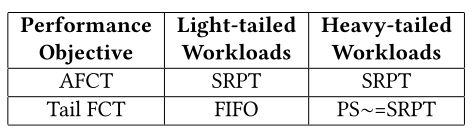 Performance Light-tailed Heavy-tailed
Objective Workloads Workloads
AFCT SRPT SRPT
Tail FCT FIFO PS~=SRPT